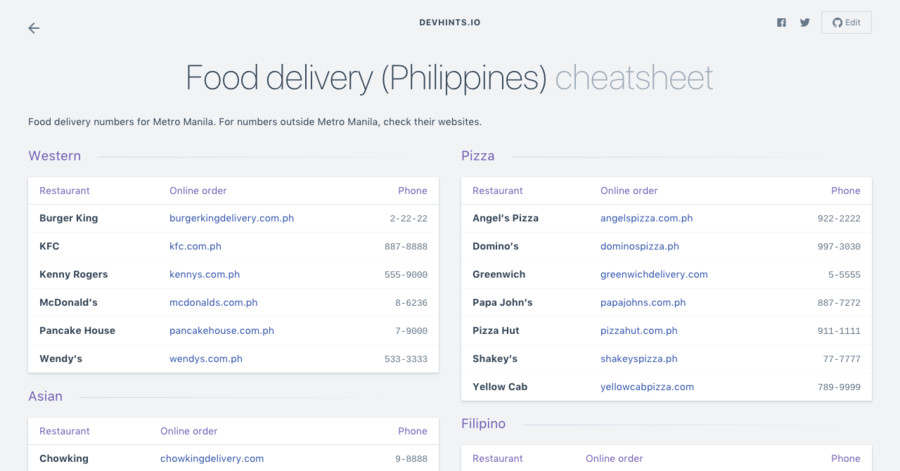 DEVHINTS.IO
Edit
Food delivery (Philippines) cheatsheet
Food delivery numbers for Metro Manila. For numbers outside Metro Manila, check their websites.
Western
Restaurant Online order Phone
Burger King burgerkingdelivery.com.ph 2-22-22
KFC kfc.com.ph 887-8888
Kenny Rogers kennys.com.ph 555-9000
McDonald's mcdonalds.com.ph 8-6236
Pancake House pancakehouse.com.ph 7-9000
Wendy's wendys.com.ph 533-3333
Asian
Restaurant Online order Phone
Chowking chowkingdelivery.com 9-8888
Pizza
Restaurant Online order Phone
Angel's Pizza angelspizza.com.ph 922-2222
Domino's dominospizza.ph 997-3030
Greenwich greenwichdelivery.com 5-5555
Papa John's papajohns.com.ph 887-7272
Pizza Hut pizzahut.com.ph 911-1111
Shakey's shakeyspizza.ph 77-7777
Yellow Cab yellowcabpizza.com 789-9999
Filipino
Restaurant Online order Phone